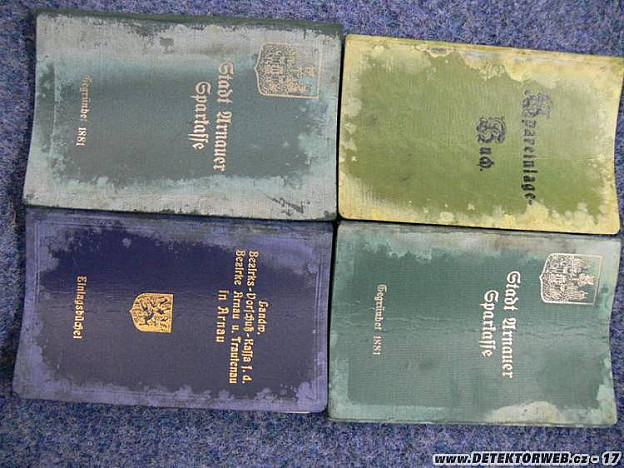 Stadt Arnauer
Sparkasse
Gegründet 1881
Spareinlage-
Buch.
Landw.
Bezirks-Vorschuß-Kassa f. d.
Bezirke Arnau u. Trautenau
in Arnau
Einlagsbüchel
Stadt Arnauer
Sparkasse
Gegründet 1881
www.DETEKTORWEB.cz - 17